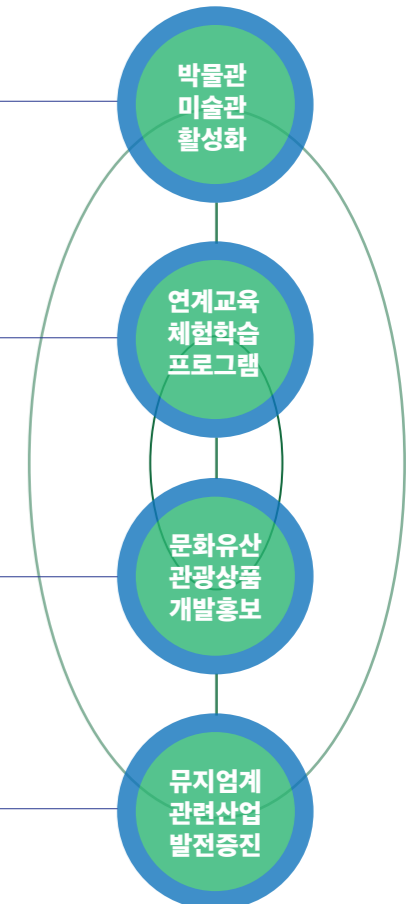 박물관
미술관
활성화
연계교육
체험학습
프로그램
문화유산
관광상품
개발홍보
뮤지엄계
관련산업
발전증진